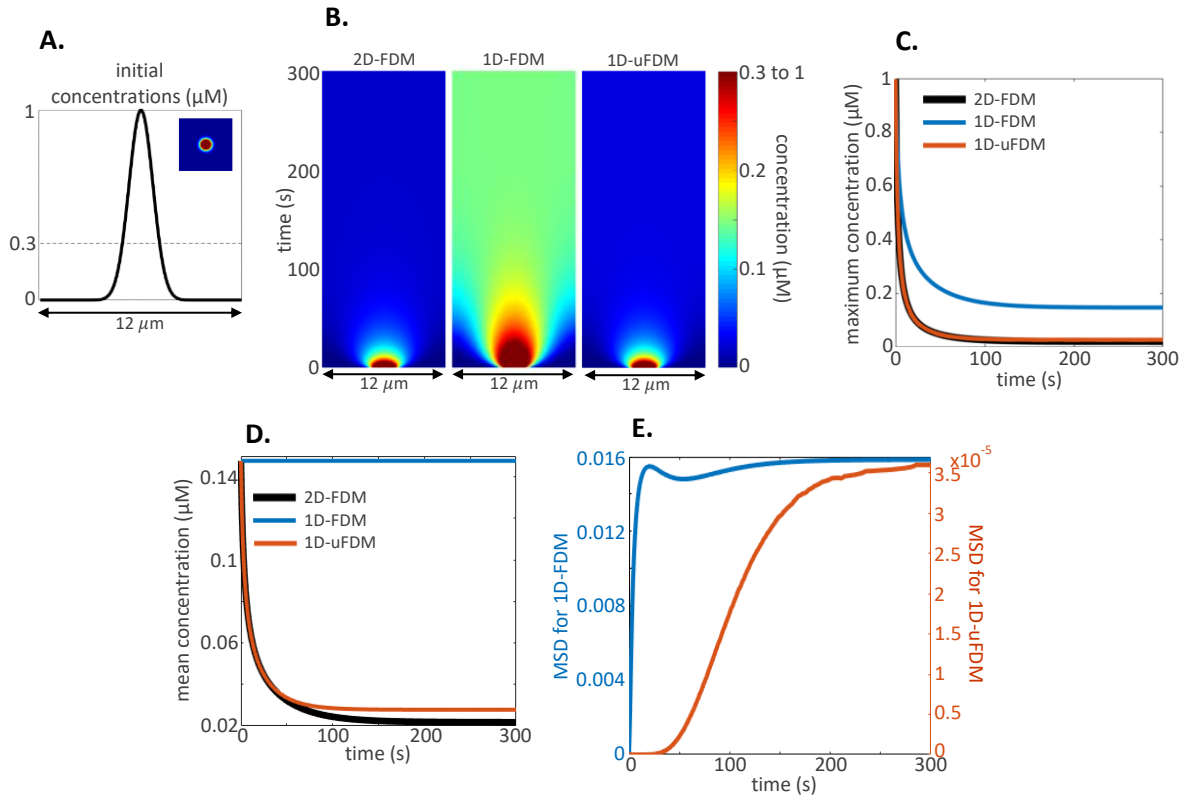 A.
initial
concentrations (μM)
1
0.3
0
12 μm
B.
2D-FDM
1D-FDM
1D-uFDM
300
200
100
0
time (s)
12 μm
12 μm
12 μm
0.3 to 1
0.2
0.1
0
concentration (μM)
C.
maximum concentration (μM)
1
0.8
0.6
0.4
0.2
0
2D-FDM
1D-FDM
1D-uFDM
0
100
200
300
time (s)
D.
mean concentration (μM)
0.14
0.1
0.06
0.02
2D-FDM
1D-FDM
1D-uFDM
0
100
200
300
time (s)
E.
MSD for 1D-FDM
0.016
0.012
0.008
0.004
0
x10⁻⁵
3.5
3
2.5
2
1.5
1
0.5
0
MSD for 1D-uFDM
0
100
200
300
time (s)